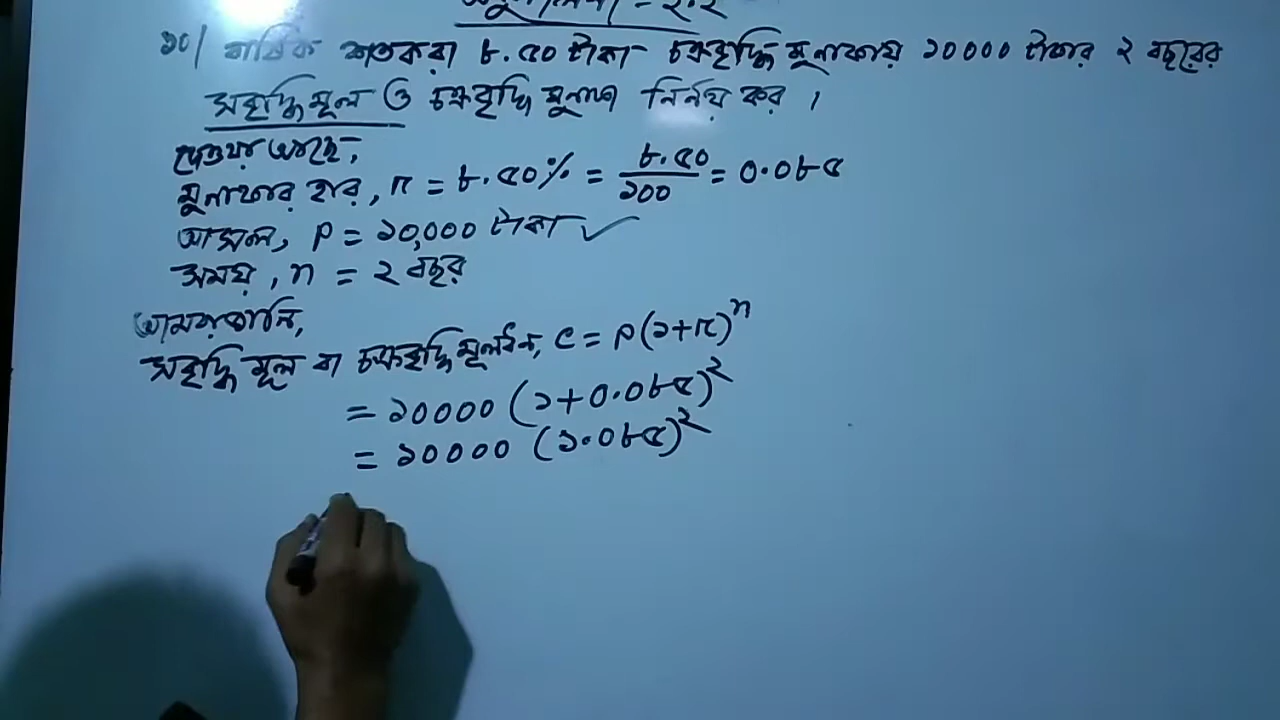 অনুশীলনী - ২.২
১০| বার্ষিক শতকরা ৮.৫০ টাকা চক্রবৃদ্ধি মুনাফায় ১০০০০ টাকার ২ বছরের
সবৃদ্ধিমূল ও চক্রবৃদ্ধি মুনাফা নির্নয় কর ।
দেওয়া আছে,
মুনাফার হার, r = ৮.৫০% = ৮.৫০/১০০ = ০.০৮৫
আসল, P = ১০,০০০ টাকা ✓
সময়, n = ২ বছর
আমরা জানি,
সবৃদ্ধি মূল বা চক্রবৃদ্ধি মূলধন, C = P(১+r)^n
= ১০০০০ (১+০.০৮৫)^২
= ১০০০০ (১.০৮৫)^২